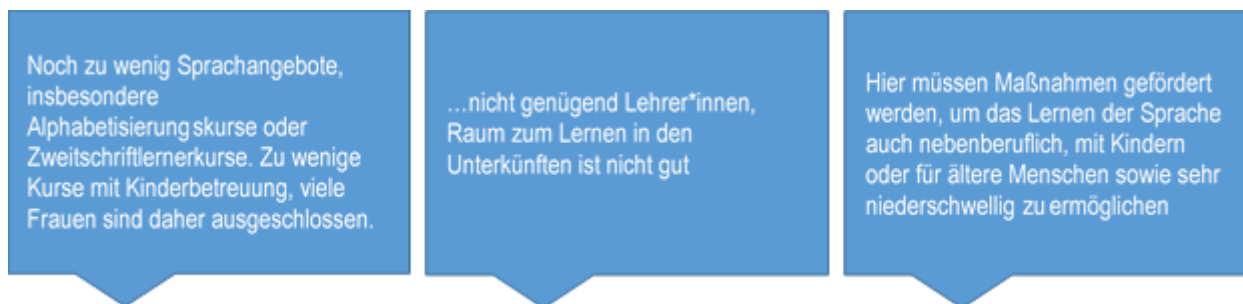 Noch zu wenig Sprachangebote,
insbesondere
Alphabetisierungskurse oder
Zweitschriftlernerkurse. Zu wenige
Kurse mit Kinderbetreuung, viele
Frauen sind daher ausgeschlossen.
…nicht genügend Lehrer*innen,
Raum zum Lernen in den
Unterkünften ist nicht gut
Hier müssen Maßnahmen gefördert
werden, um das Lernen der Sprache
auch nebenberuflich, mit Kindern
oder für ältere Menschen sowie sehr
niederschwellig zu ermöglichen